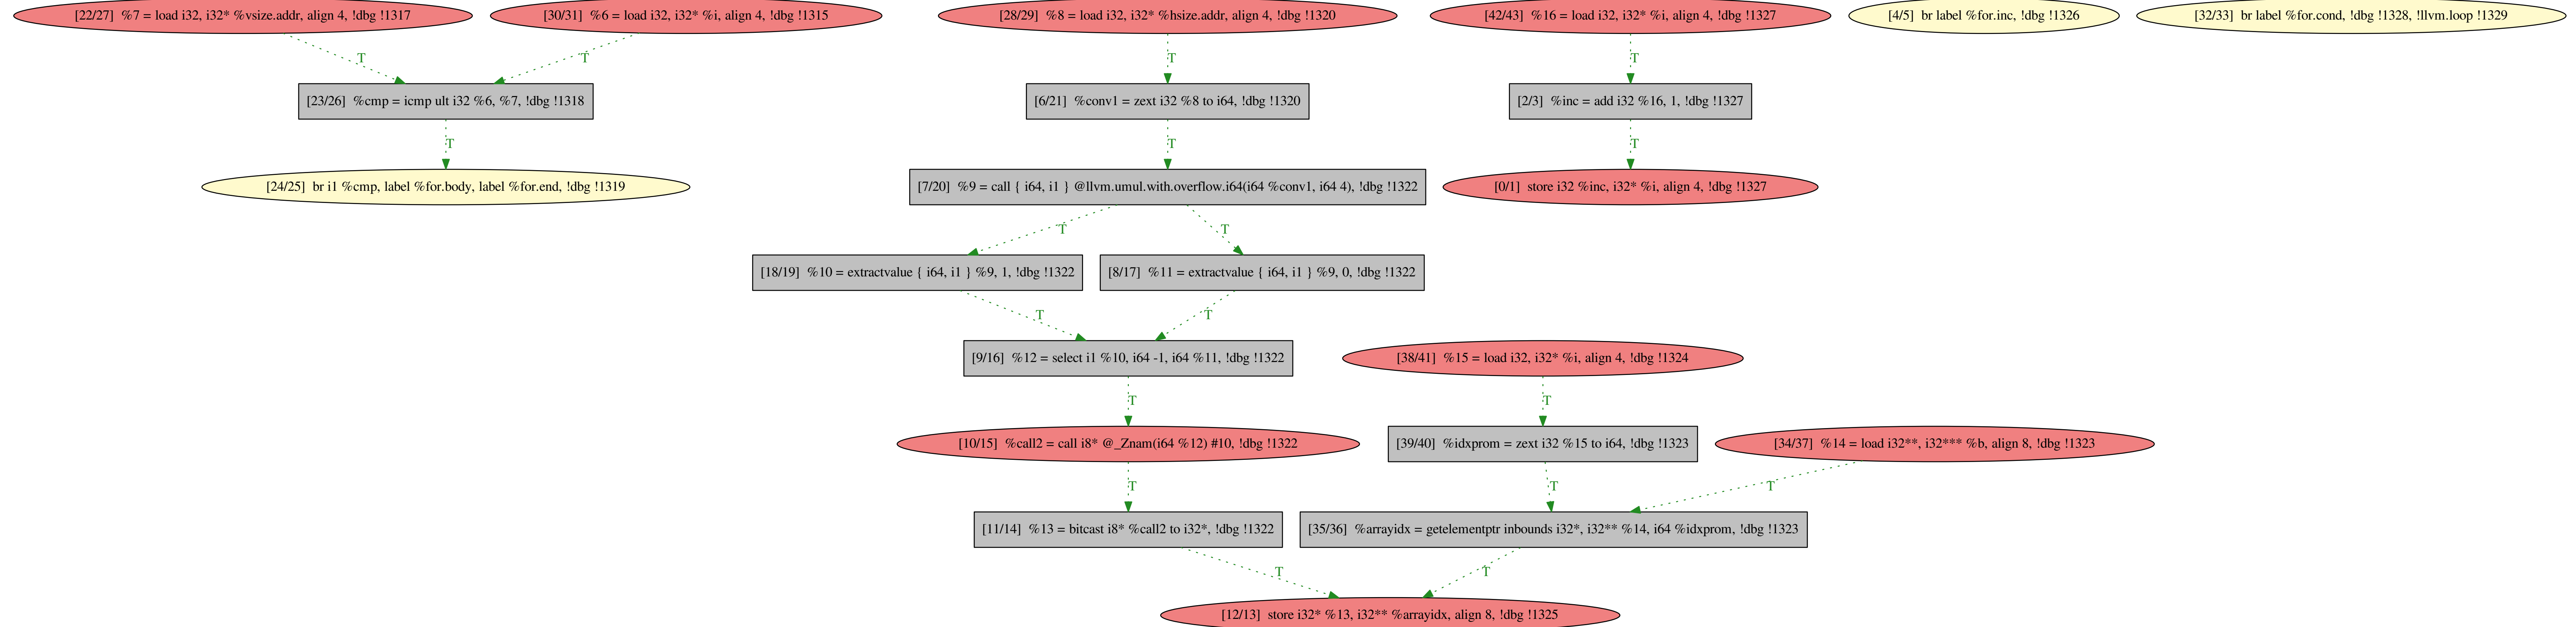 [22/27]  %7 = load i32, i32* %vsize.addr, align 4, !dbg !1317
[30/31]  %6 = load i32, i32* %i, align 4, !dbg !1315
[28/29]  %8 = load i32, i32* %hsize.addr, align 4, !dbg !1320
[42/43]  %16 = load i32, i32* %i, align 4, !dbg !1327
[4/5]  br label %for.inc, !dbg !1326
[32/33]  br label %for.cond, !dbg !1328, !llvm.loop !1329
T
T
T
T
[23/26]  %cmp = icmp ult i32 %6, %7, !dbg !1318
[6/21]  %conv1 = zext i32 %8 to i64, !dbg !1320
[2/3]  %inc = add i32 %16, 1, !dbg !1327
T
T
T
[24/25]  br i1 %cmp, label %for.body, label %for.end, !dbg !1319
[7/20]  %9 = call { i64, i1 } @llvm.umul.with.overflow.i64(i64 %conv1, i64 4), !dbg !1322
[0/1]  store i32 %inc, i32* %i, align 4, !dbg !1327
T
T
[18/19]  %10 = extractvalue { i64, i1 } %9, 1, !dbg !1322
[8/17]  %11 = extractvalue { i64, i1 } %9, 0, !dbg !1322
T
T
[9/16]  %12 = select i1 %10, i64 -1, i64 %11, !dbg !1322
[38/41]  %15 = load i32, i32* %i, align 4, !dbg !1324
T
T
[10/15]  %call2 = call i8* @_Znam(i64 %12) #10, !dbg !1322
[39/40]  %idxprom = zext i32 %15 to i64, !dbg !1323
[34/37]  %14 = load i32**, i32*** %b, align 8, !dbg !1323
T
T
T
[11/14]  %13 = bitcast i8* %call2 to i32*, !dbg !1322
[35/36]  %arrayidx = getelementptr inbounds i32*, i32** %14, i64 %idxprom, !dbg !1323
T
T
[12/13]  store i32* %13, i32** %arrayidx, align 8, !dbg !1325